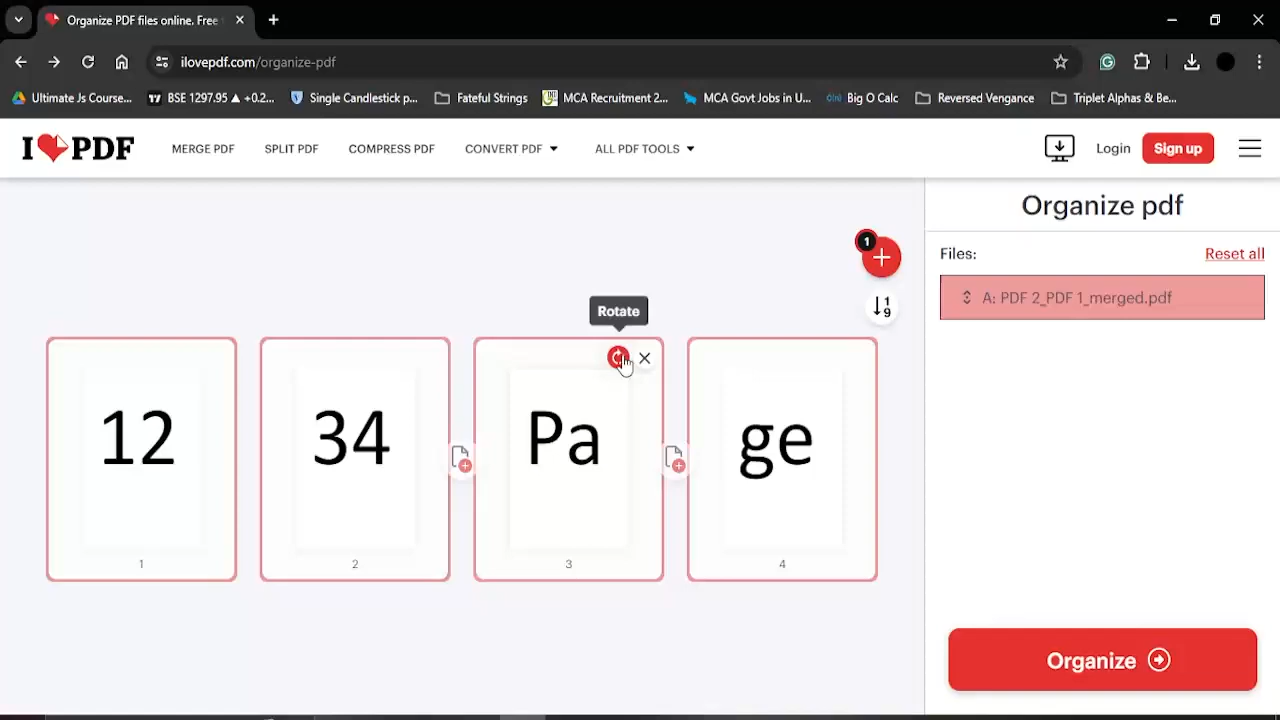 Organize PDF files online. Free
ilovepdf.com/organize-pdf
Ultimate Js Course...
BSE 1297.95 ▲ +0.2...
Single Candlestick p...
Fateful Strings
MCA Recruitment 2...
MCA Govt Jobs in U...
Big O Calc
Reversed Vengance
Triplet Alphas & Be...
I PDF
MERGE PDF
SPLIT PDF
COMPRESS PDF
CONVERT PDF
ALL PDF TOOLS
Login
Sign up
Organize pdf
Files:
Reset all
A: PDF 2_PDF 1_merged.pdf
1
1
9
Rotate
12
34
Pa
ge
1
2
3
4
Organize